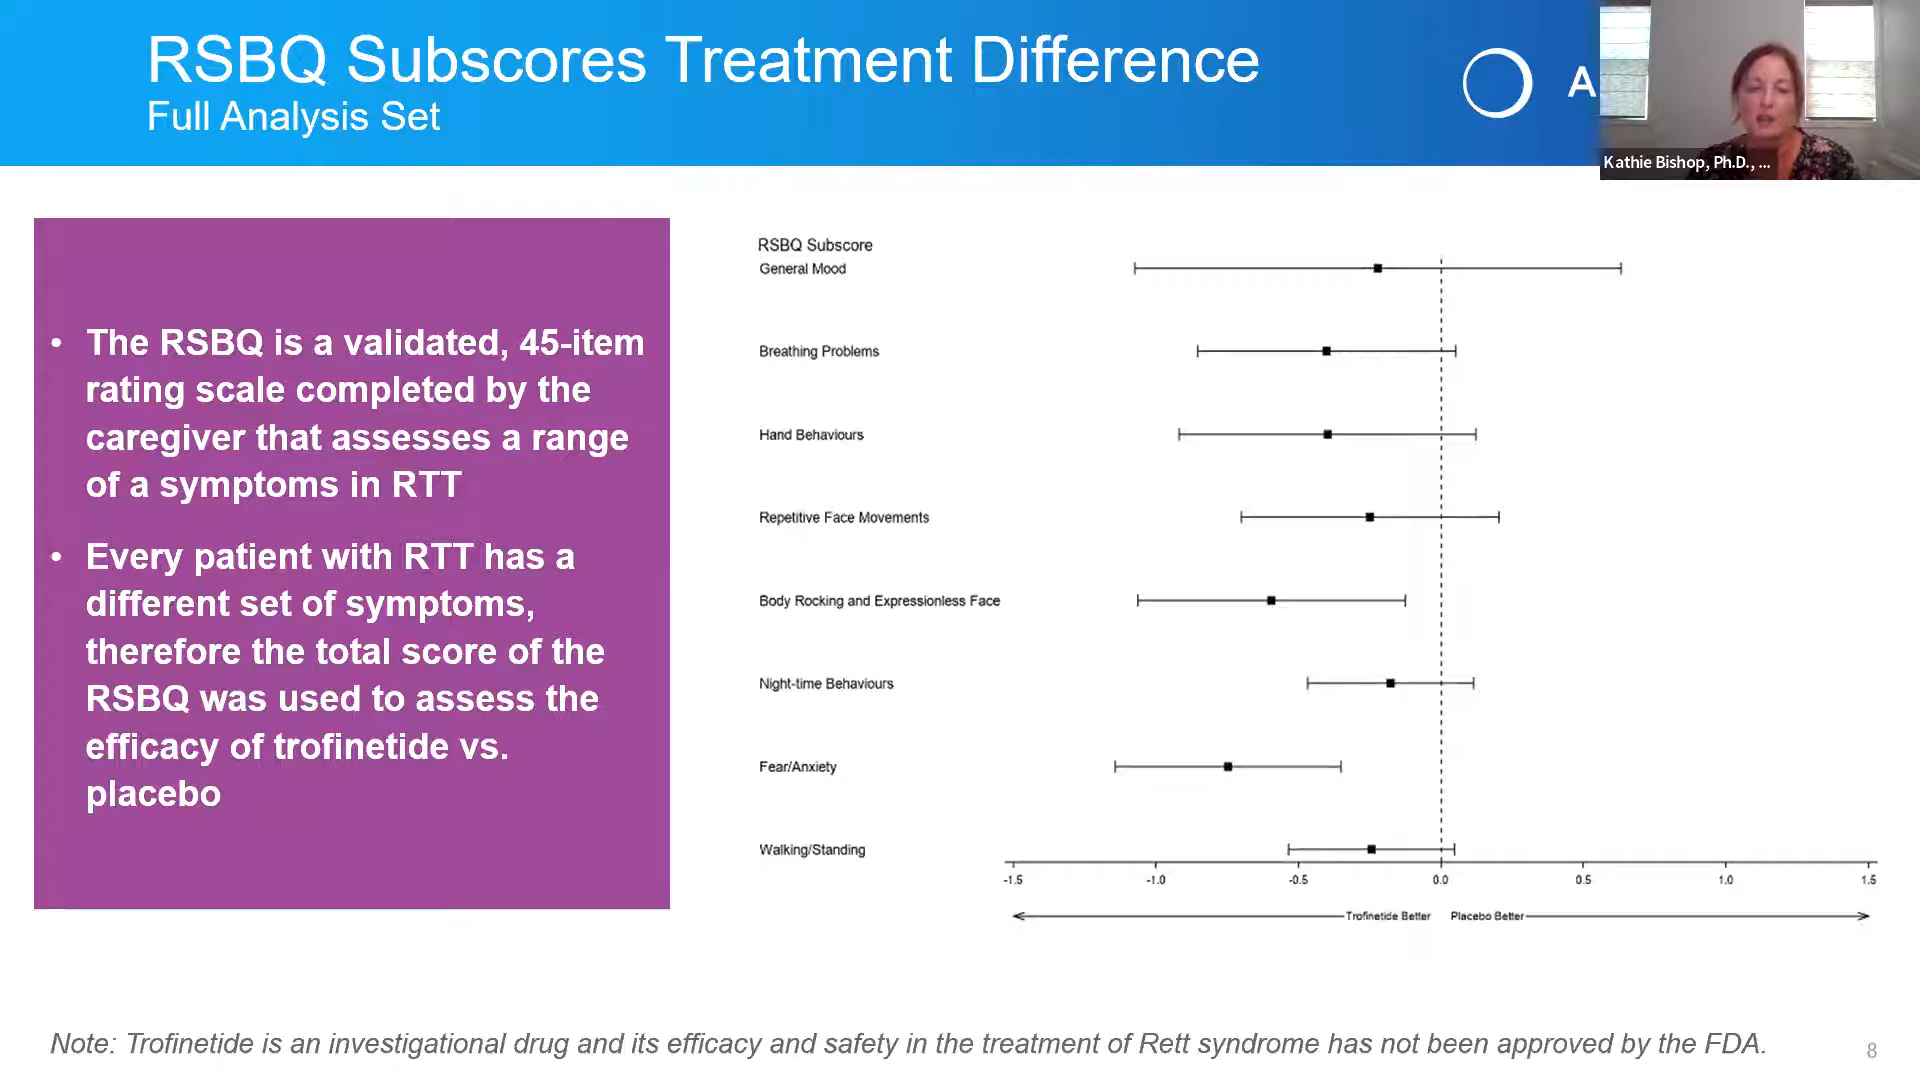 RSBQ Subscores Treatment Difference
Full Analysis Set
A
Kathie Bishop, Ph.D., ...
• The RSBQ is a validated, 45-item
rating scale completed by the
caregiver that assesses a range
of a symptoms in RTT
• Every patient with RTT has a
different set of symptoms,
therefore the total score of the
RSBQ was used to assess the
efficacy of trofinetide vs.
placebo
RSBQ Subscore
General Mood
Breathing Problems
Hand Behaviours
Repetitive Face Movements
Body Rocking and Expressionless Face
Night-time Behaviours
Fear/Anxiety
Walking/Standing
-1.5 -1.0 -0.5 0.0 0.5 1.0 1.5
Trofinetide Better Placebo Better
Note: Trofinetide is an investigational drug and its efficacy and safety in the treatment of Rett syndrome has not been approved by the FDA.
8